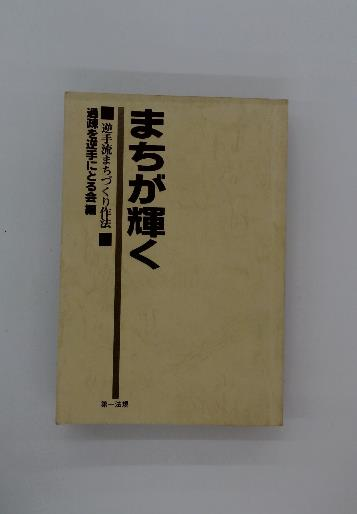 まちが輝く
■逆手流まちづくり作法■
過疎を逆手にとる会 編
第一法規